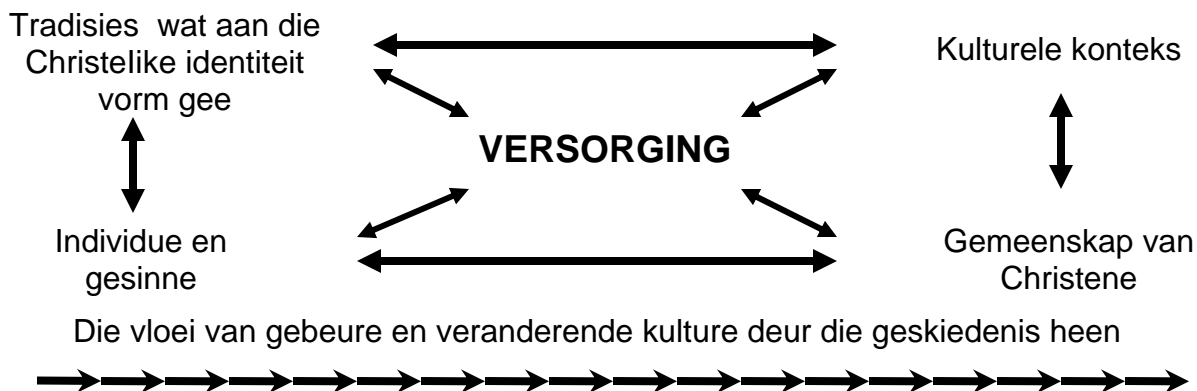 Tradisies wat aan die
Christelike identiteit
vorm gee
Kulturele konteks
VERSORGING
Individue en
gesinne
Gemeenskap van
Christene
Die vloei van gebeure en veranderende kulture deur die geskiedenis heen